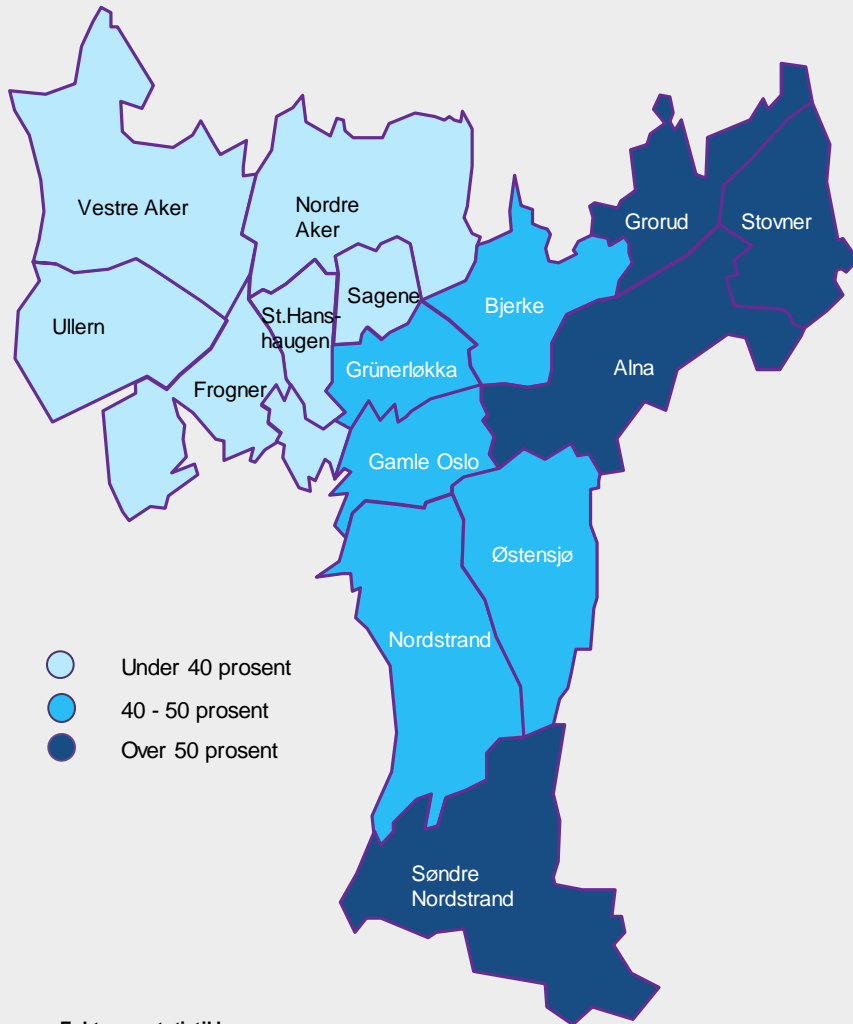 Vestre Aker
Nordre
Aker
Grorud
Stovner
Ullern
St.Hans-
haugen
Sagene
Bjerke
Frogner
Grünerløkka
Alna
Gamle Oslo
Østensjø
Nordstrand
Under 40 prosent
40 - 50 prosent
Over 50 prosent
Søndre
Nordstrand